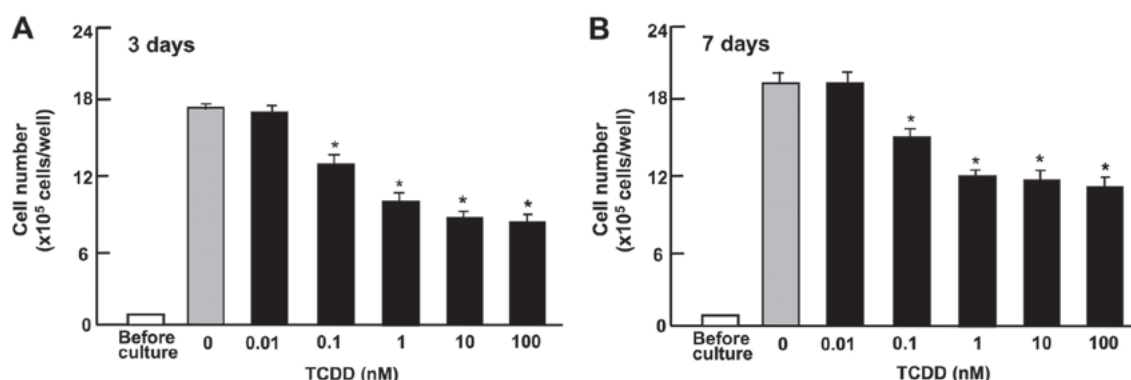 A
3 days
24
18
12
6
0
Cell number
(x10⁵ cells/well)
* * * *
Before
culture
0 0.01 0.1 1 10 100
TCDD (nM)
B
7 days
24
18
12
6
0
Cell number
(x10⁵ cells/well)
* * * *
Before
culture
0 0.01 0.1 1 10 100
TCDD (nM)